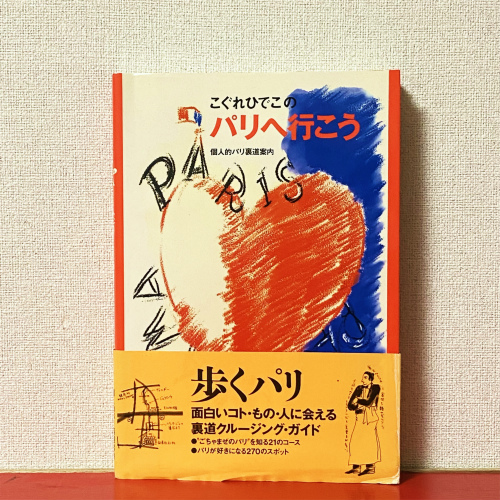 こぐれひでこの
パリへ行こう
個人的パリ裏道案内
PARIS
歩くパリ
面白いコト・もの・人に会える
裏道クルージング・ガイド
●“ごちゃまぜのパリ”を知る21のコース
●パリが好きになる270のスポット